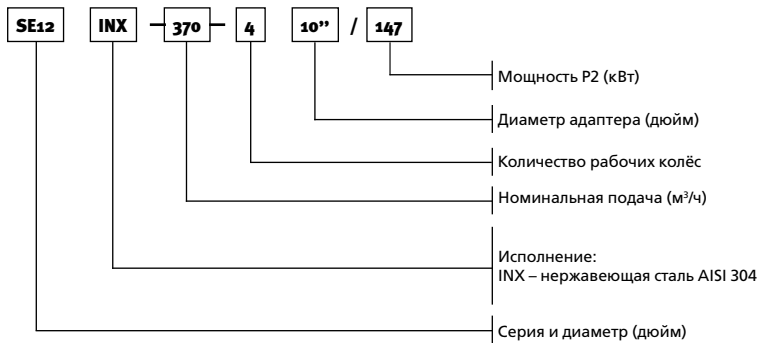 SE12 INX – 370 – 4 10’’ / 147
Мощность P2 (кВт)
Диаметр адаптера (дюйм)
Количество рабочих колёс
Номинальная подача (м³/ч)
Исполнение:
INX – нержавеющая сталь AISI 304
Серия и диаметр (дюйм)